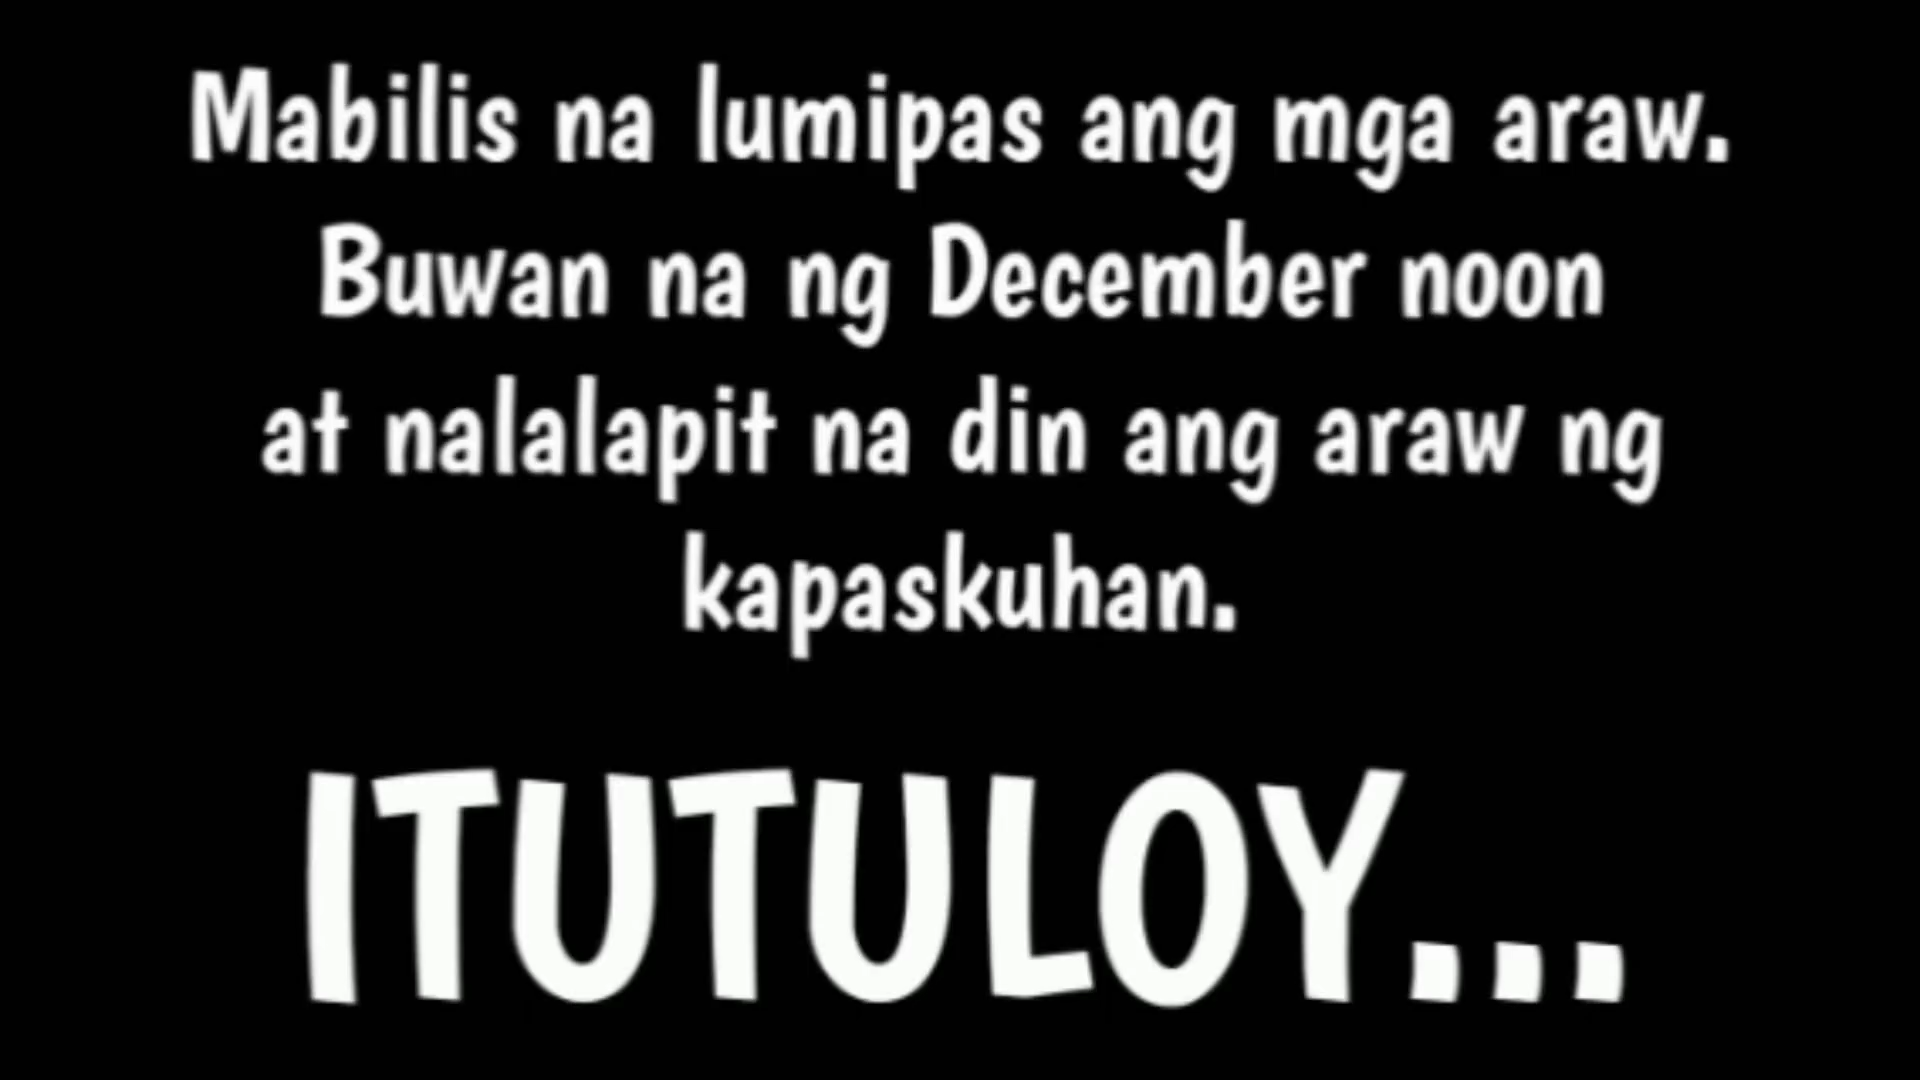 Mabilis na lumipas ang mga araw.
Buwan na ng December noon
at nalalapit na din ang araw ng
kapaskuhan.
ITUTULOY...